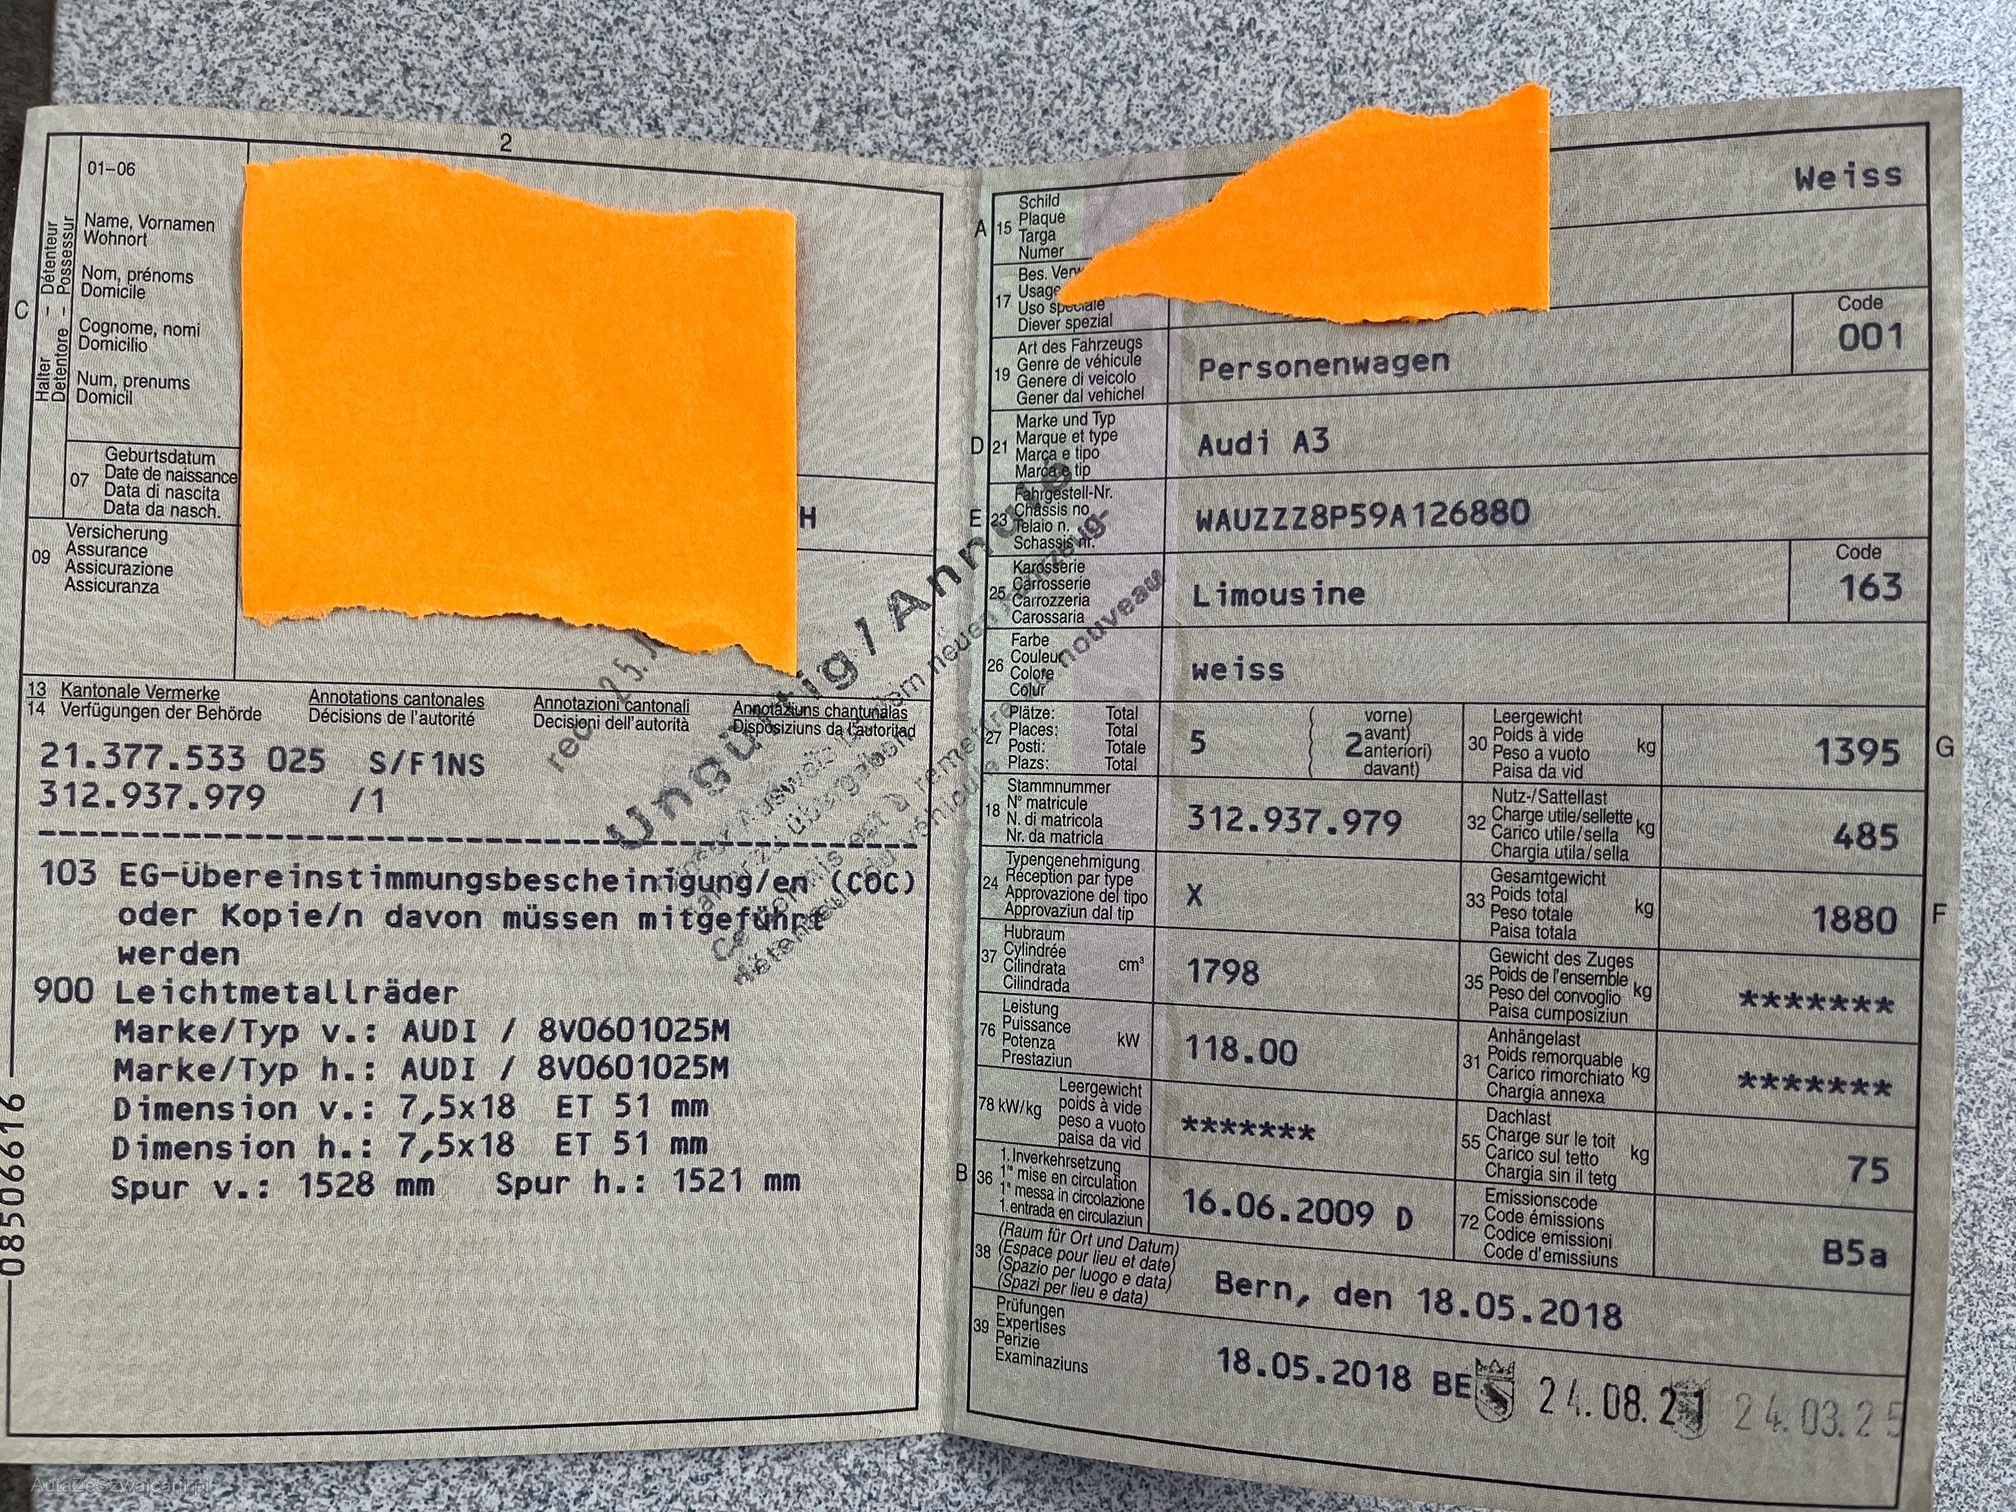 2
01-06
Name, Vornamen
Wohnort
Nom, prénoms
Domicile
Cognome, nomi
Domicilio
Num, prenums
Domicil
C
Halter - Détenteur
Detentore - Possessur
07
Geburtsdatum
Date de naissance
Data di nascita
Data da nasch.
H
09
Versicherung
Assurance
Assicurazione
Assicuranza
13 Kantonale Vermerke Annotations cantonales Annotazioni cantonali Annotaziuns chantunalas
14 Verfügungen der Behörde Décisions de l'autorité Decisioni dell'autorità Disposiziuns da l'autoritad
21.377.533 025 S/F1NS
312.937.979 /1
103 EG-Übereinstimmungsbescheinigung/en (COC)
oder Kopie/n davon müssen mitgeführt
werden
900 Leichtmetallräder
Marke/Typ v.: AUDI / 8V0601025M
Marke/Typ h.: AUDI / 8V0601025M
Dimension v.: 7,5x18 ET 51 mm
Dimension h.: 7,5x18 ET 51 mm
Spur v.: 1528 mm Spur h.: 1521 mm
08506616
Ungültig / Annulé
nouveau
Weiss
A 15 Schild
Plaque
Targa
Numer
17 Bes.
Usage
Uso speciale
Diever spezial
Code
001
19 Art des Fahrzeugs
Genre de véhicule
Genere di veicolo
Gener dal vehichel
Personenwagen
D 21 Marke und Typ
Marque et type
Marca e tipo
Marca e tip
Audi A3
E 23 Fahrgestell-Nr.
Châssis no
Telaio n.
Schassis nr.
WAUZZZ8P59A126880
25 Karosserie
Carrosserie
Carrozzeria
Carossaria
Limousine
Code
163
26 Farbe
Couleur
Colore
Colur
weiss
27 Plätze: Total
Places: Total
Posti: Totale
Plazs: Total
5
2
vorne)
avant)
anteriori)
davant)
30 Leergewicht
Poids à vide
Peso a vuoto
Paisa da vid
kg
1395
G
18 Stammnummer
N° matricule
N. di matricola
Nr. da matricla
312.937.979
32 Nutz-/Sattellast
Charge utile/sellette
Carico utile/sella
Chargia utila/sella
kg
485
24 Typengenehmigung
Réception par type
Approvazione del tipo
Approvaziun dal tip
X
33 Gesamtgewicht
Poids total
Peso totale
Paisa totala
kg
1880
F
37 Hubraum
Cylindrée
Cilindrata
Cilindrada
cm³
1798
35 Gewicht des Zuges
Poids de l'ensemble
Peso del convoglio
Paisa cumposiziun
kg
*******
76 Leistung
Puissance
Potenza
Prestaziun
kW
118.00
31 Anhängelast
Poids remorquable
Carico rimorchiato
Chargia annexa
kg
*******
78 kW/kg
Leergewicht
poids à vide
peso a vuoto
paisa da vid
*******
55 Dachlast
Charge sur le toit
Carico sul tetto
Chargia sin il tetg
kg
75
B 36 1. Inverkehrsetzung
1re mise en circulation
1a messa in circolazione
1. entrada en circulaziun
16.06.2009 D
72 Emissionscode
Code émissions
Codice emissioni
Code d'emissiuns
B5a
38 (Raum für Ort und Datum)
(Espace pour lieu et date)
(Spazio per luogo e data)
(Spazi per lieu e data)
Bern, den 18.05.2018
39 Prüfungen
Expertises
Perizie
Examinaziuns
18.05.2018 BE 24.08.21 24.03.25
AutaZeSzwajcarii.pl